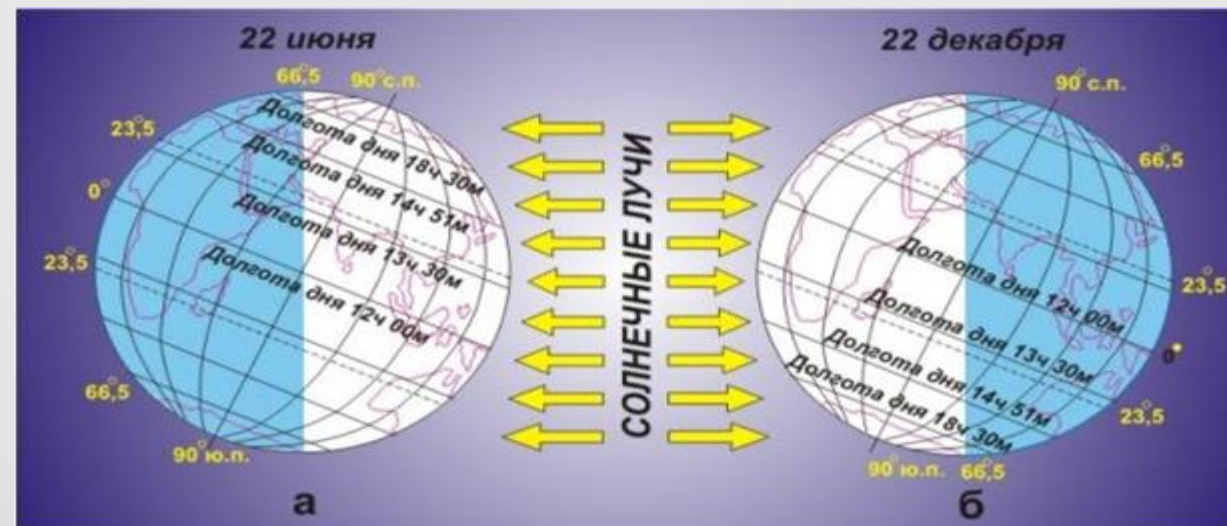 22 июня
66,5°
90°с.п.
23,5°
0°
23,5°
66,5°
90°ю.п.
Долгота дня 18ч 30м
Долгота дня 14ч 51м
Долгота дня 13ч 30м
Долгота дня 12ч 00м
а
СОЛНЕЧНЫЕ ЛУЧИ
22 декабря
90°с.п.
66,5°
23,5°
0°
23,5°
66,5°
90°ю.п.
Долгота дня 12ч 00м
Долгота дня 13ч 30м
Долгота дня 14ч 51м
Долгота дня 18ч 30м
б